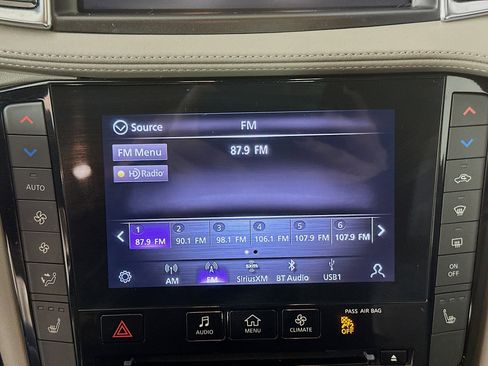 Source FM
FM Menu 87.9 FM
HD Radio
1 2 3 4 5 6
87.9 FM 90.1 FM 98.1 FM 106.1 FM 107.9 FM 107.9 FM
AM FM SiriusXM BT Audio USB1
AUTO
ON
OFF
PASS AIR BAG
AUDIO MENU CLIMATE OFF